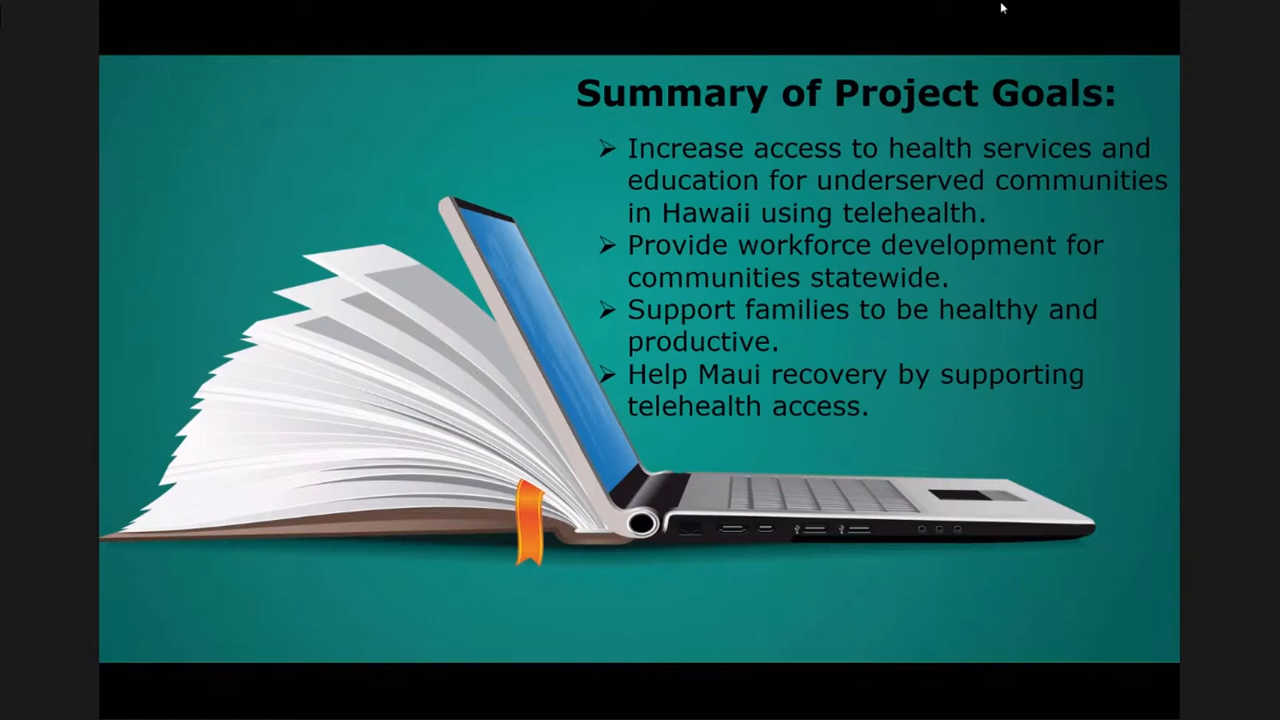 Summary of Project Goals:
➢ Increase access to health services and
education for underserved communities
in Hawaii using telehealth.
➢ Provide workforce development for
communities statewide.
➢ Support families to be healthy and
productive.
➢ Help Maui recovery by supporting
telehealth access.